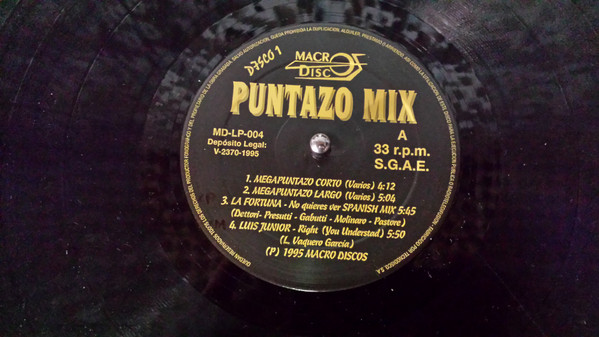 DISCO 1
MACRO
DISC
PUNTAZO MIX
MD-LP-004
Depósito Legal:
V-2370-1995
A
33 r.p.m.
S.G.A.E.
1. MEGAPUNTAZO CORTO (Varios) 4:12
2. MEGAPUNTAZO LARGO (Varios) 5:04
3. LA FORTUNA - No quieres ver SPANISH MIX 5:45
(Dettori - Presutti - Gabutti - Molinaro - Pastore)
4. LUIS JUNIOR - Right (You Understad) 5:50
(L. Vaquero García)
(P) 1995 MACRO DISCOS